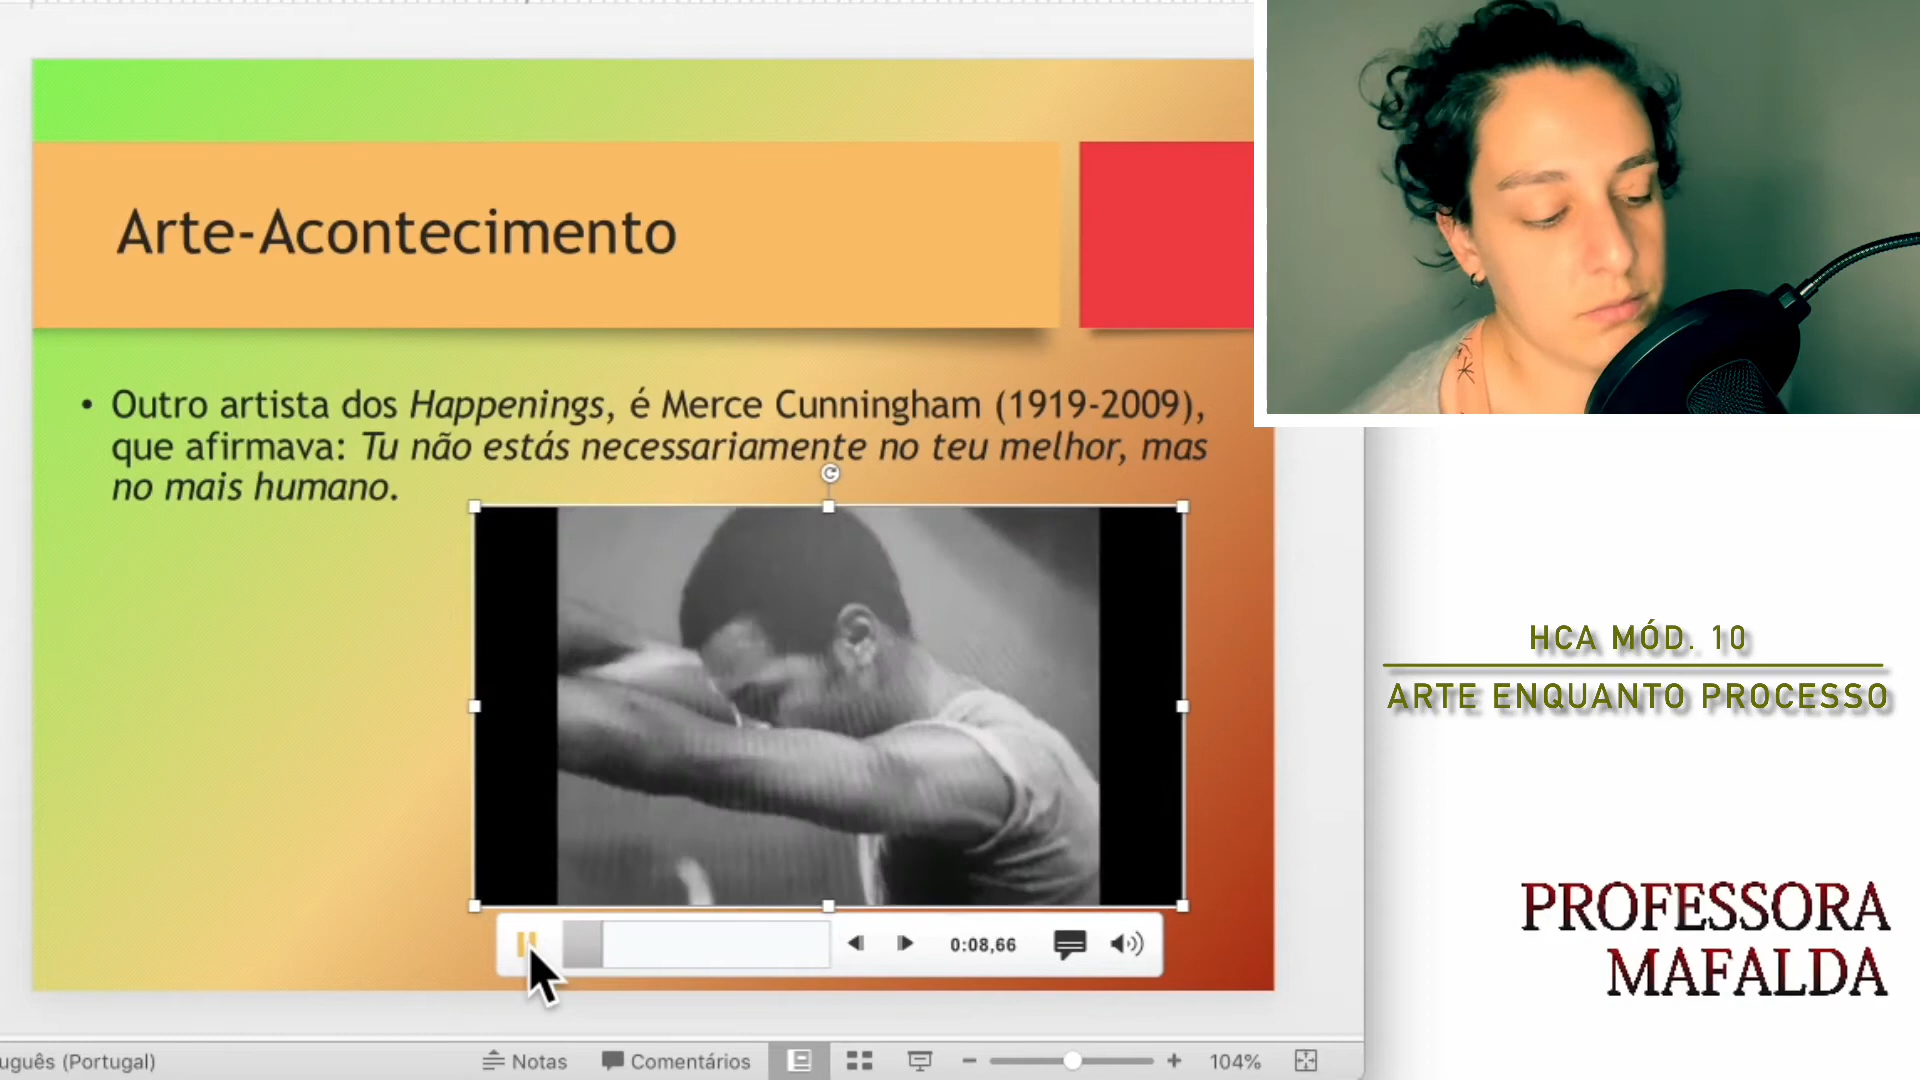 Arte-Acontecimento
• Outro artista dos Happenings, é Merce Cunningham (1919-2009),
que afirmava: Tu não estás necessariamente no teu melhor, mas
no mais humano.
0:08,66
HCA MÓD. 10
ARTE ENQUANTO PROCESSO
PROFESSORA
MAFALDA
uguês (Portugal)
Notas
Comentários
104%